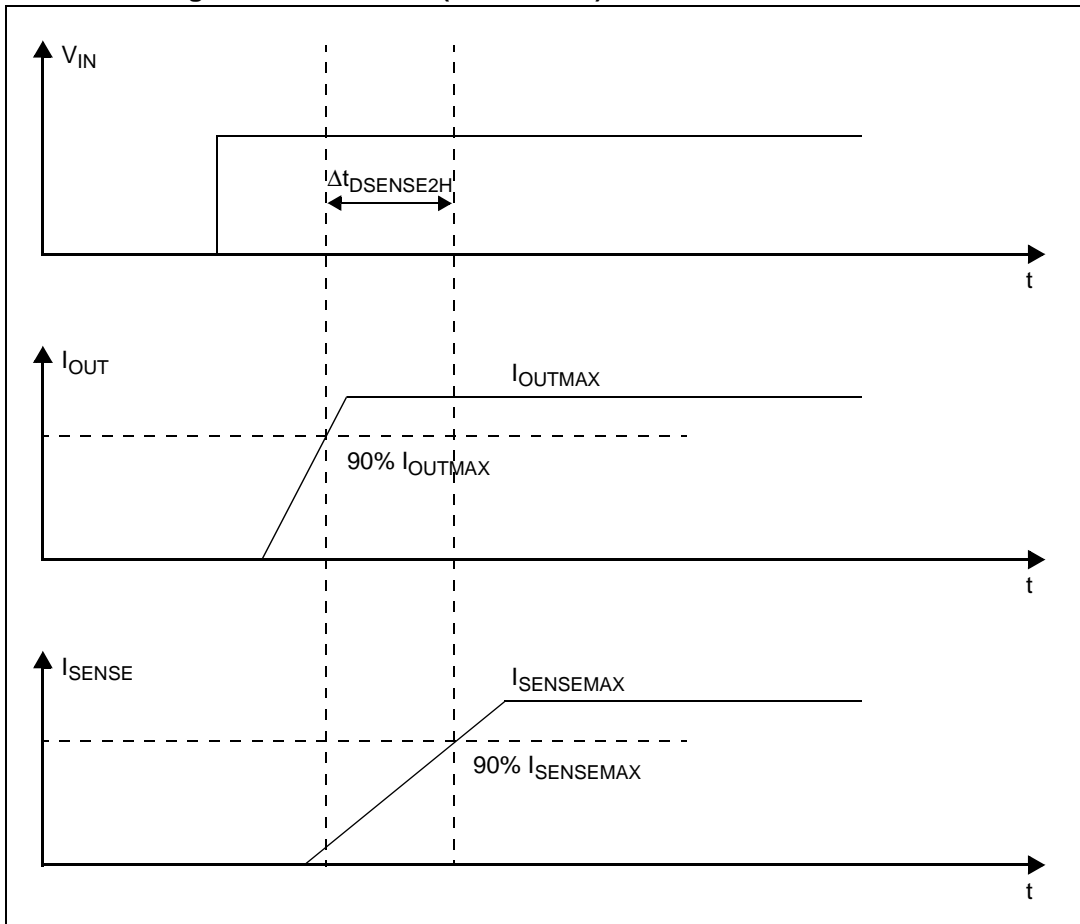 V_IN
Δt_DSENSE2H
t
I_OUT
I_OUTMAX
90% I_OUTMAX
t
I_SENSE
I_SENSEMAX
90% I_SENSEMAX
t